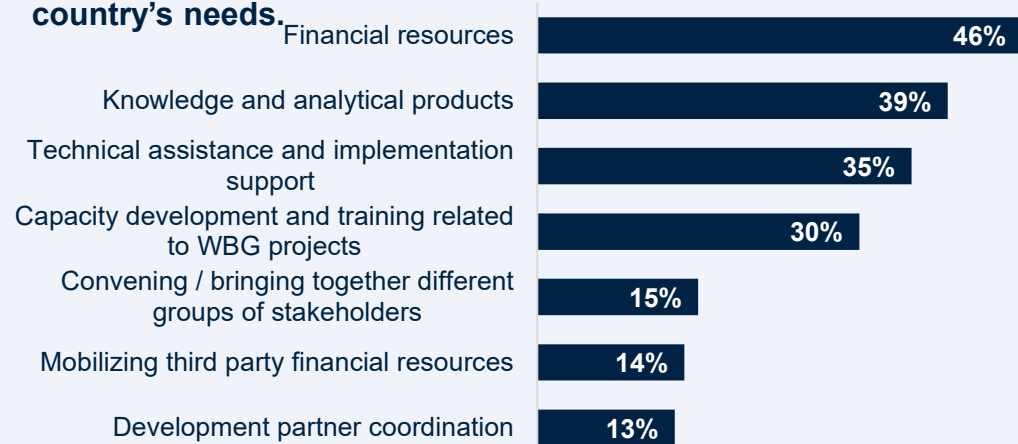 country's needs.
Financial resources
46%
Knowledge and analytical products
39%
Technical assistance and implementation
support
35%
Capacity development and training related
to WBG projects
30%
Convening / bringing together different
groups of stakeholders
15%
Mobilizing third party financial resources
14%
Development partner coordination
13%